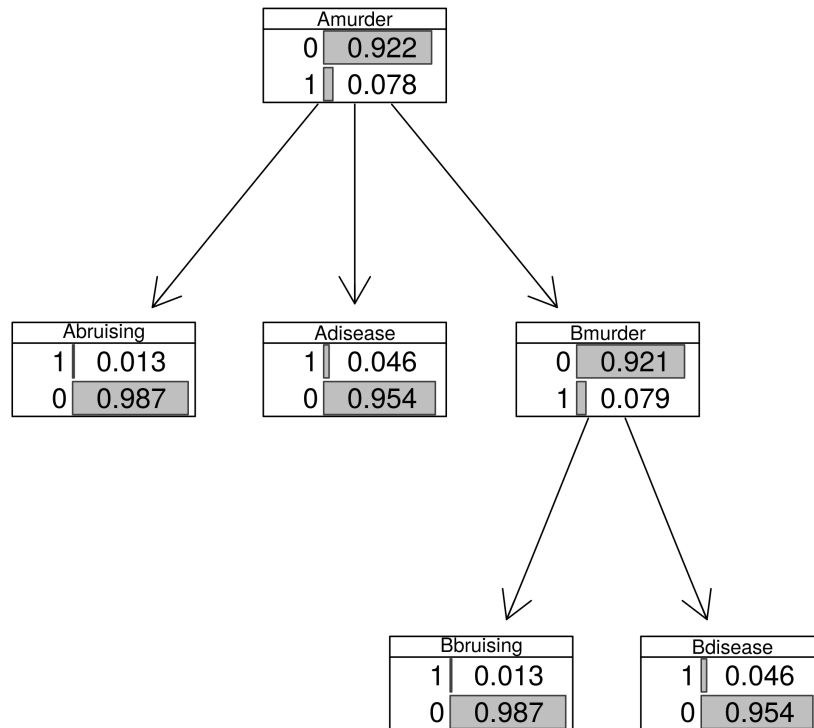 Amurder
0 0.922
1 0.078
Abruising
1 0.013
0 0.987
Adisease
1 0.046
0 0.954
Bmurder
0 0.921
1 0.079
Bbruising
1 0.013
0 0.987
Bdisease
1 0.046
0 0.954